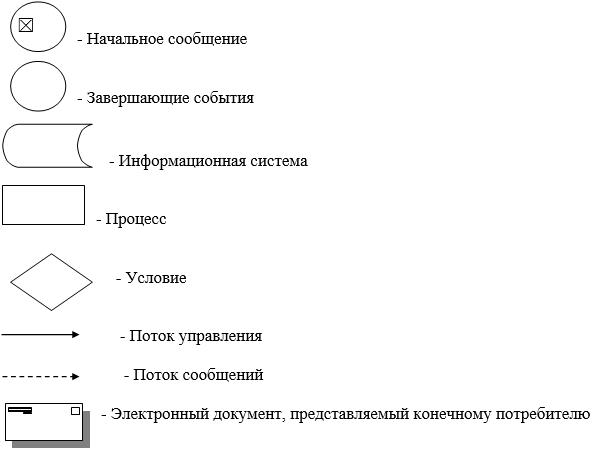 - Начальное сообщение
- Завершающие события
- Информационная система
- Процесс
- Условие
- Поток управления
- Поток сообщений
- Электронный документ, представляемый конечному потребителю